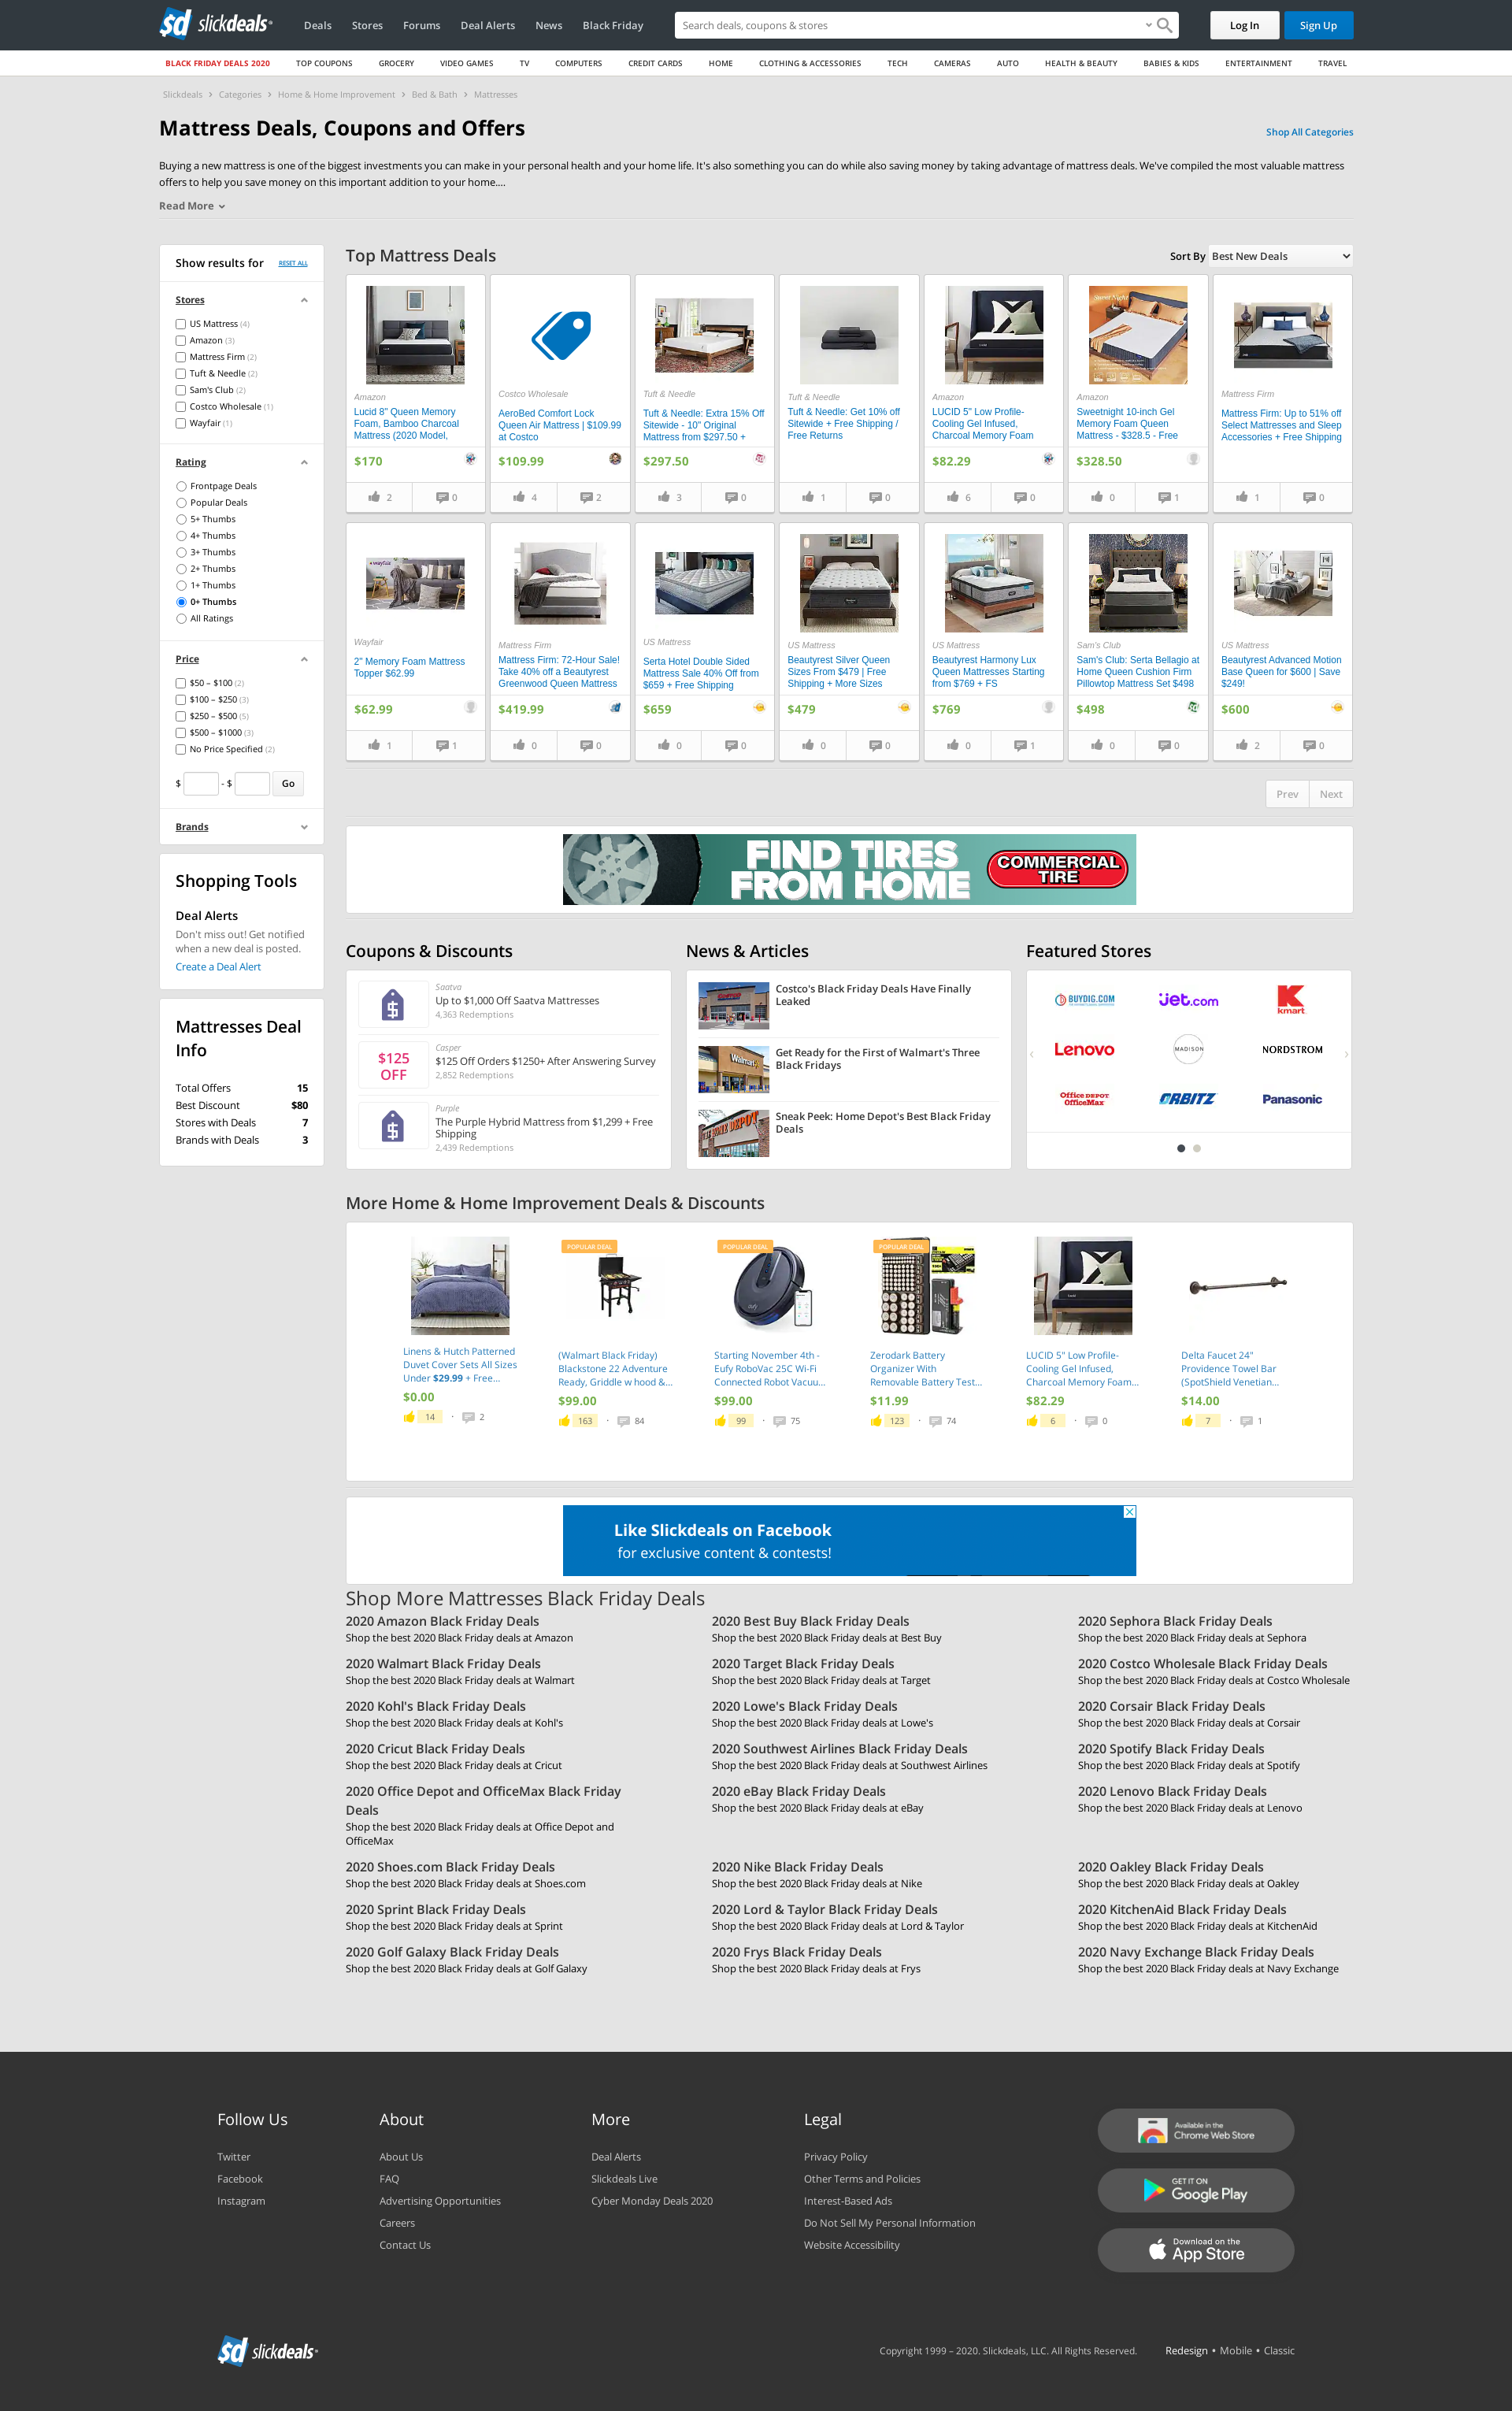 sd slickdeals
Deals Stores Forums Deal Alerts News Black Friday
Search deals, coupons & stores
Log In Sign Up
BLACK FRIDAY DEALS 2020 TOP COUPONS GROCERY VIDEO GAMES TV COMPUTERS CREDIT CARDS HOME CLOTHING & ACCESSORIES TECH CAMERAS AUTO HEALTH & BEAUTY BABIES & KIDS ENTERTAINMENT TRAVEL
Slickdeals › Categories › Home & Home Improvement › Bed & Bath › Mattresses
Mattress Deals, Coupons and Offers
Shop All Categories
Buying a new mattress is one of the biggest investments you can make in your personal health and your home life. It's also something you can do while also saving money by taking advantage of mattress deals. We've compiled the most valuable mattress
offers to help you save money on this important addition to your home....
Read More
Show results for RESET ALL
Stores
US Mattress (4)
Amazon (3)
Mattress Firm (2)
Tuft & Needle (2)
Sam's Club (2)
Costco Wholesale (1)
Wayfair (1)
Rating
Frontpage Deals
Popular Deals
5+ Thumbs
4+ Thumbs
3+ Thumbs
2+ Thumbs
1+ Thumbs
0+ Thumbs
All Ratings
Price
$50 – $100 (2)
$100 – $250 (3)
$250 – $500 (5)
$500 – $1000 (3)
No Price Specified (2)
$ - $ Go
Brands
Shopping Tools
Deal Alerts
Don't miss out! Get notified
when a new deal is posted.
Create a Deal Alert
Mattresses Deal
Info
Total Offers 15
Best Discount $80
Stores with Deals 7
Brands with Deals 3
Top Mattress Deals
Sort By Best New Deals
Amazon
Lucid 8" Queen Memory
Foam, Bamboo Charcoal
Mattress (2020 Model,
$170
2 0
Costco Wholesale
AeroBed Comfort Lock
Queen Air Mattress | $109.99
at Costco
$109.99
4 2
Tuft & Needle
Tuft & Needle: Extra 15% Off
Sitewide - 10" Original
Mattress from $297.50 +
$297.50
3 0
Tuft & Needle
Tuft & Needle: Get 10% off
Sitewide + Free Shipping /
Free Returns
1 0
Amazon
LUCID 5" Low Profile-
Cooling Gel Infused,
Charcoal Memory Foam
$82.29
6 0
Sweet Night
Amazon
Sweetnight 10-inch Gel
Memory Foam Queen
Mattress - $328.5 - Free
$328.50
0 1
Mattress Firm
Mattress Firm: Up to 51% off
Select Mattresses and Sleep
Accessories + Free Shipping
1 0
wayfair
Wayfair
2" Memory Foam Mattress
Topper $62.99
$62.99
1 1
Mattress Firm
Mattress Firm: 72-Hour Sale!
Take 40% off a Beautyrest
Greenwood Queen Mattress
$419.99
0 0
US Mattress
Serta Hotel Double Sided
Mattress Sale 40% Off from
$659 + Free Shipping
$659
0 0
US Mattress
Beautyrest Silver Queen
Sizes From $479 | Free
Shipping + More Sizes
$479
0 0
US Mattress
Beautyrest Harmony Lux
Queen Mattresses Starting
from $769 + FS
$769
0 1
Sam's Club
Sam's Club: Serta Bellagio at
Home Queen Cushion Firm
Pillowtop Mattress Set $498
$498
0 0
US Mattress
Beautyrest Advanced Motion
Base Queen for $600 | Save
$249!
$600
2 0
Prev Next
FIND TIRES
FROM HOME
COMMERCIAL
TIRE
Coupons & Discounts
Saatva
Up to $1,000 Off Saatva Mattresses
4,363 Redemptions
$125
OFF
Casper
$125 Off Orders $1250+ After Answering Survey
2,852 Redemptions
Purple
The Purple Hybrid Mattress from $1,299 + Free
Shipping
2,439 Redemptions
News & Articles
Costco's Black Friday Deals Have Finally
Leaked
Walmart
Get Ready for the First of Walmart's Three
Black Fridays
THE HOME DEPOT
Sneak Peek: Home Depot's Best Black Friday
Deals
Featured Stores
BUYDIG.COM jet.com K kmart
Lenovo MADISON NORDSTROM
Office DEPOT OfficeMax ORBITZ Panasonic
More Home & Home Improvement Deals & Discounts
Linens & Hutch Patterned
Duvet Cover Sets All Sizes
Under $29.99 + Free...
$0.00
14 · 2
POPULAR DEAL
(Walmart Black Friday)
Blackstone 22 Adventure
Ready, Griddle w hood &...
$99.00
163 · 84
POPULAR DEAL
eufy
Starting November 4th -
Eufy RoboVac 25C Wi-Fi
Connected Robot Vacuu...
$99.00
99 · 75
POPULAR DEAL
Zerodark Battery
Organizer With
Removable Battery Test...
$11.99
123 · 74
LUCID 5" Low Profile-
Cooling Gel Infused,
Charcoal Memory Foam...
$82.29
6 · 0
Delta Faucet 24"
Providence Towel Bar
(SpotShield Venetian...
$14.00
7 · 1
Like Slickdeals on Facebook
for exclusive content & contests!
Shop More Mattresses Black Friday Deals
2020 Amazon Black Friday Deals
Shop the best 2020 Black Friday deals at Amazon
2020 Best Buy Black Friday Deals
Shop the best 2020 Black Friday deals at Best Buy
2020 Sephora Black Friday Deals
Shop the best 2020 Black Friday deals at Sephora
2020 Walmart Black Friday Deals
Shop the best 2020 Black Friday deals at Walmart
2020 Target Black Friday Deals
Shop the best 2020 Black Friday deals at Target
2020 Costco Wholesale Black Friday Deals
Shop the best 2020 Black Friday deals at Costco Wholesale
2020 Kohl's Black Friday Deals
Shop the best 2020 Black Friday deals at Kohl's
2020 Lowe's Black Friday Deals
Shop the best 2020 Black Friday deals at Lowe's
2020 Corsair Black Friday Deals
Shop the best 2020 Black Friday deals at Corsair
2020 Cricut Black Friday Deals
Shop the best 2020 Black Friday deals at Cricut
2020 Southwest Airlines Black Friday Deals
Shop the best 2020 Black Friday deals at Southwest Airlines
2020 Spotify Black Friday Deals
Shop the best 2020 Black Friday deals at Spotify
2020 Office Depot and OfficeMax Black Friday
Deals
Shop the best 2020 Black Friday deals at Office Depot and
OfficeMax
2020 eBay Black Friday Deals
Shop the best 2020 Black Friday deals at eBay
2020 Lenovo Black Friday Deals
Shop the best 2020 Black Friday deals at Lenovo
2020 Shoes.com Black Friday Deals
Shop the best 2020 Black Friday deals at Shoes.com
2020 Nike Black Friday Deals
Shop the best 2020 Black Friday deals at Nike
2020 Oakley Black Friday Deals
Shop the best 2020 Black Friday deals at Oakley
2020 Sprint Black Friday Deals
Shop the best 2020 Black Friday deals at Sprint
2020 Lord & Taylor Black Friday Deals
Shop the best 2020 Black Friday deals at Lord & Taylor
2020 KitchenAid Black Friday Deals
Shop the best 2020 Black Friday deals at KitchenAid
2020 Golf Galaxy Black Friday Deals
Shop the best 2020 Black Friday deals at Golf Galaxy
2020 Frys Black Friday Deals
Shop the best 2020 Black Friday deals at Frys
2020 Navy Exchange Black Friday Deals
Shop the best 2020 Black Friday deals at Navy Exchange
Follow Us
Twitter
Facebook
Instagram
About
About Us
FAQ
Advertising Opportunities
Careers
Contact Us
More
Deal Alerts
Slickdeals Live
Cyber Monday Deals 2020
Legal
Privacy Policy
Other Terms and Policies
Interest-Based Ads
Do Not Sell My Personal Information
Website Accessibility
Available in the
Chrome Web Store
GET IT ON
Google Play
Download on the
App Store
sd slickdeals
Copyright 1999 – 2020. Slickdeals, LLC. All Rights Reserved. Redesign • Mobile • Classic